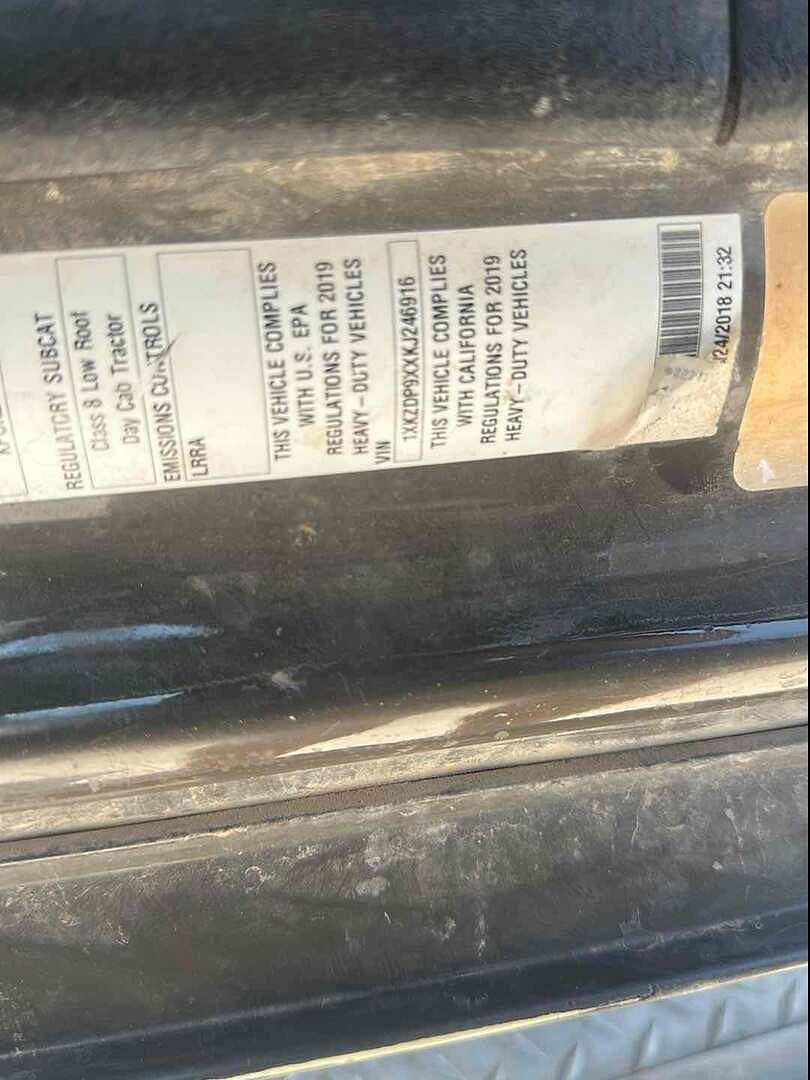 REGULATORY SUBCAT
Class 8 Low Roof
Day Cab Tractor
EMISSIONS CONTROLS
LRRA
THIS VEHICLE COMPLIES
WITH U.S. EPA
REGULATIONS FOR 2019
HEAVY-DUTY VEHICLES
VIN
1XKZDP9XXKJ246916
THIS VEHICLE COMPLIES
WITH CALIFORNIA
REGULATIONS FOR 2019
HEAVY-DUTY VEHICLES
/24/2018 21:32